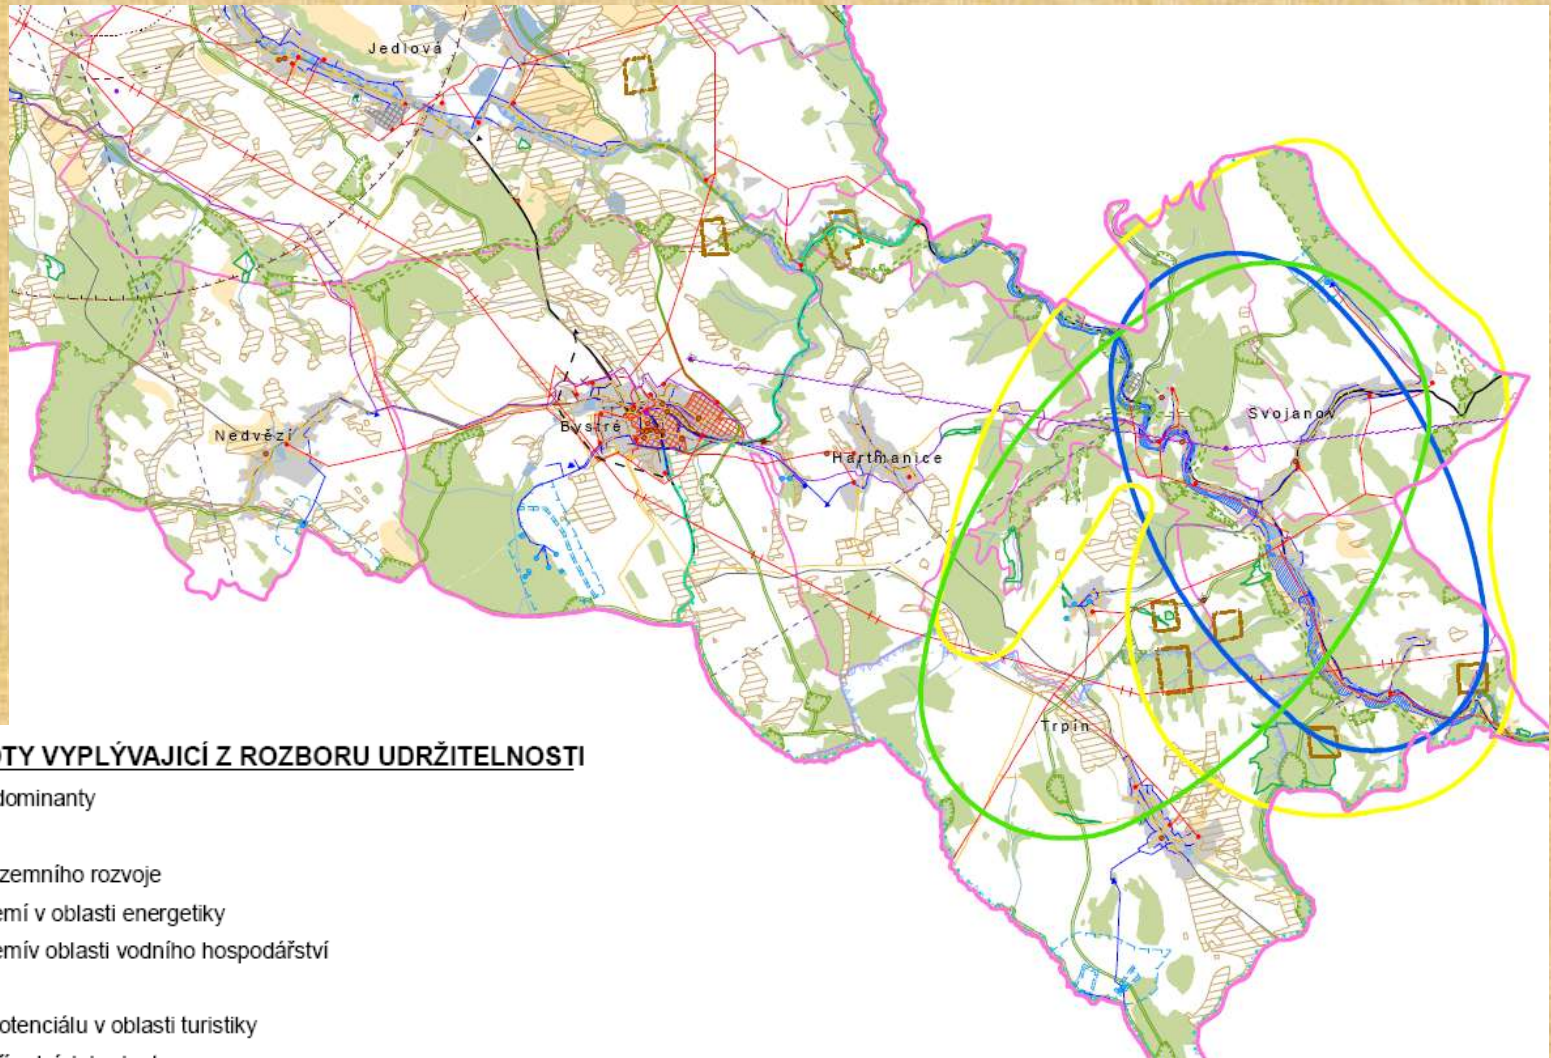 Jedlová
Nedvězí
Bystré
Hartmanice
Svojanov
Trpín
OTY VYPLÝVAJICÍ Z ROZBORU UDRŽITELNOSTI
dominanty
zemního rozvoje
emí v oblasti energetiky
emív oblasti vodního hospodářství
otenciálu v oblasti turistiky